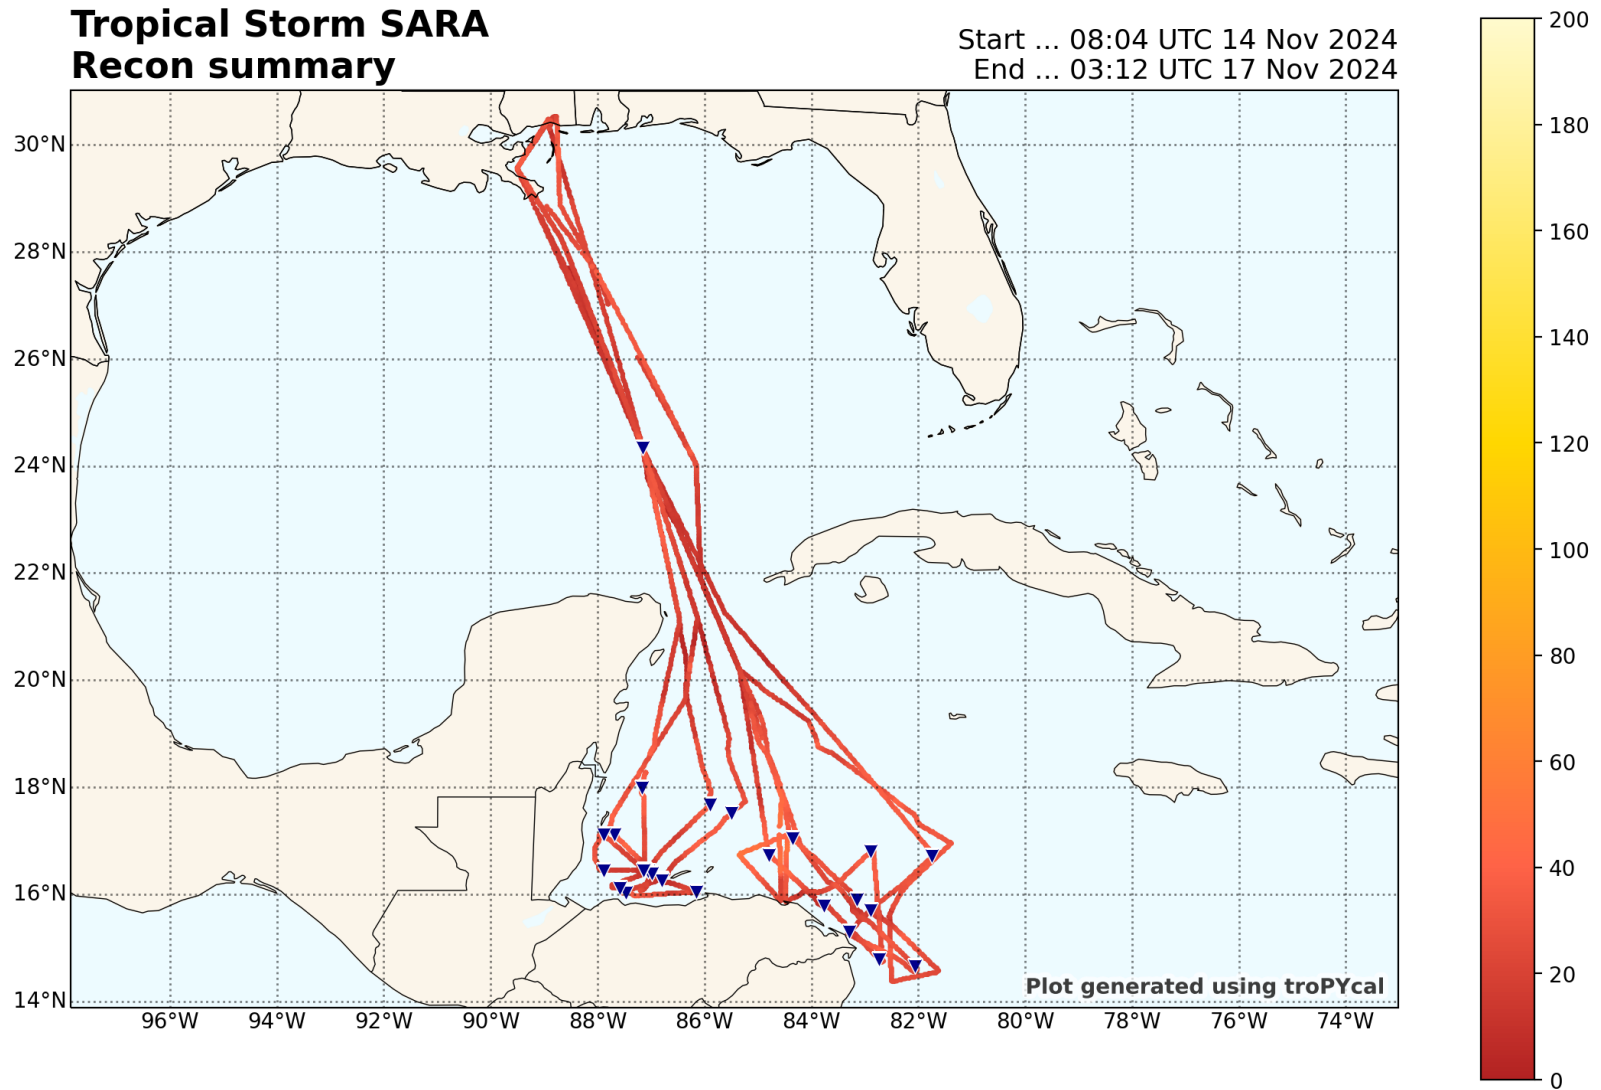 Tropical Storm SARA
Recon summary
Start ... 08:04 UTC 14 Nov 2024
End ... 03:12 UTC 17 Nov 2024
200
180
160
140
120
100
80
60
40
20
0
30°N
28°N
26°N
24°N
22°N
20°N
18°N
16°N
14°N
Plot generated using troPYcal
96°W 94°W 92°W 90°W 88°W 86°W 84°W 82°W 80°W 78°W 76°W 74°W